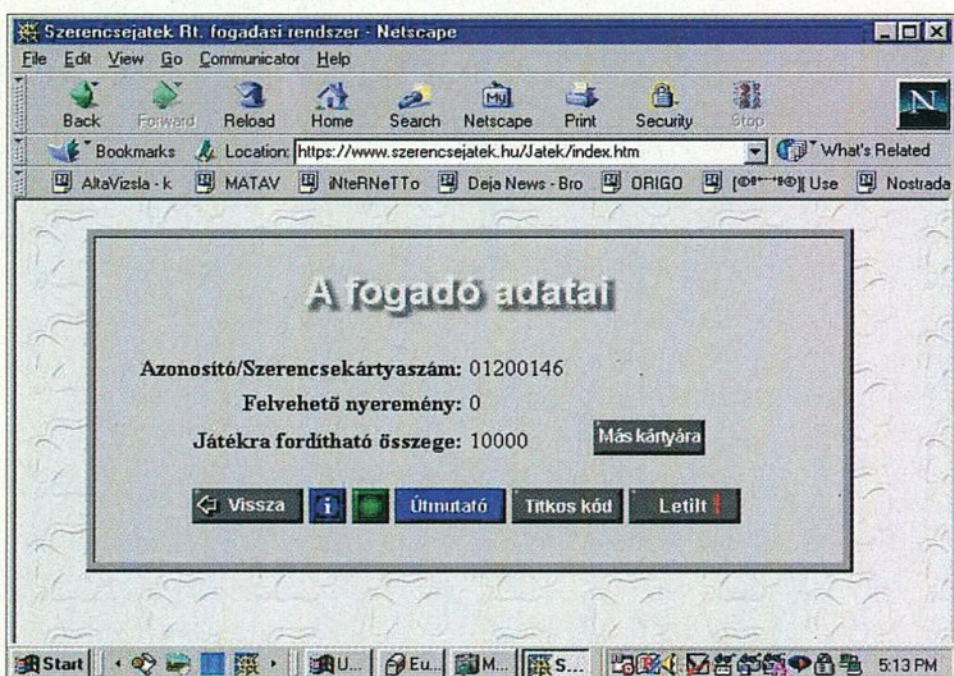 Szerencsejatek Rt. fogadasi rendszer - Netscape
File Edit View Go Communicator Help
Back Forward Reload Home Search My Netscape Print Security Stop N
Bookmarks Location: https://www.szerencsejatek.hu/Jatek/index.htm What's Related
AltaVizsla - k MATAV iNteRNeTTo Deja News - Bro ORIGO Use Nostrada
A fogadó adatai
Azonosító/Szerencsekártyaszám: 01200146
Felvehető nyeremény: 0
Játékra fordítható összege: 10000 Más kártyára
Vissza i Útmutató Titkos kód Letilt !
Start U... Eu... M... S... 5:13 PM